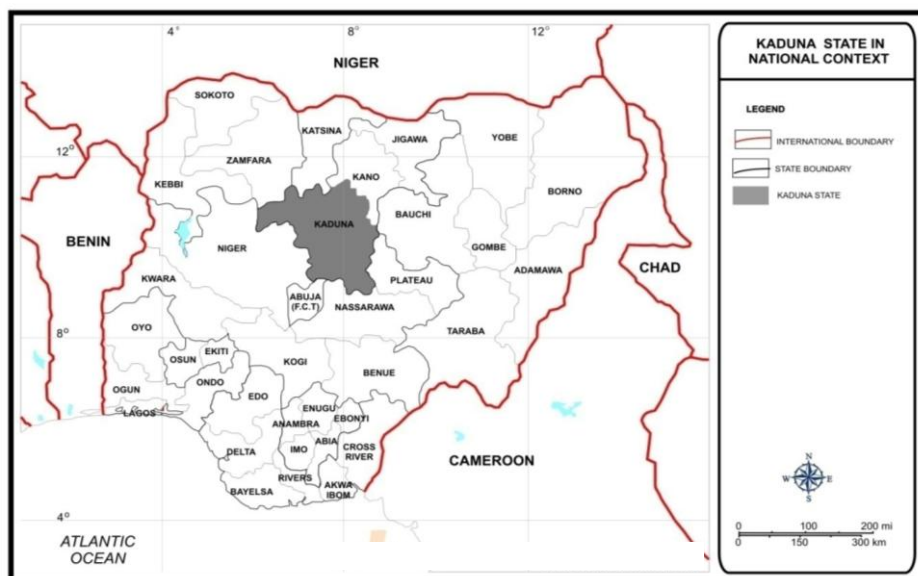 4°
8°
12°
NIGER
SOKOTO
KATSINA
JIGAWA
YOBE
12°
ZAMFARA
KANO
KEBBI
BORNO
BAUCHI
KADUNA
BENIN
NIGER
GOMBE
ADAMAWA
CHAD
KWARA
PLATEAU
ABUJA
(F.C.T)
NASSARAWA
OYO
TARABA
8°
EKITI
OSUN
KOGI
BENUE
OGUN
ONDO
EDO
LAGOS
ENUGU
EBONYI
ANAMBRA
ABIA
IMO
CROSS
RIVER
DELTA
CAMEROON
RIVERS
AKWA
IBOM
BAYELSA
4°
ATLANTIC
OCEAN
KADUNA STATE IN
NATIONAL CONTEXT
LEGEND
INTERNATIONAL BOUNDARY
STATE BOUNDARY
KADUNA STATE
N
W E
S
0 100 200 mi
0 150 300 km